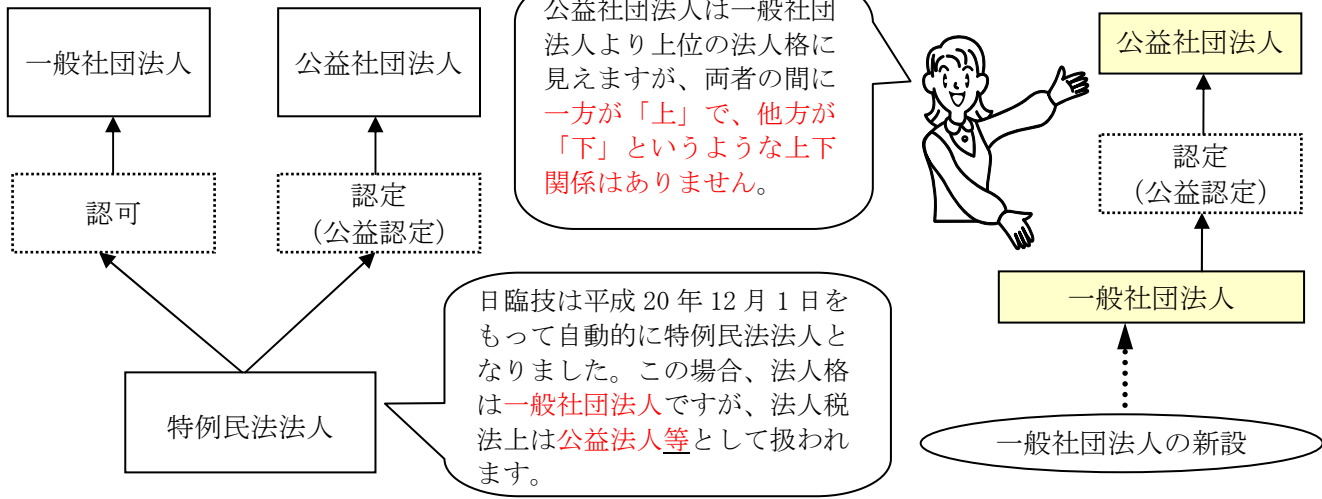 一般社団法人
公益社団法人
認可
認定
（公益認定）
特例民法法人
公益社団法人は一般社団
法人より上位の法人格に
見えますが、両者の間に
一方が「上」で、他方が
「下」というような上下
関係はありません。
日臨技は平成 20 年 12 月 1 日を
もって自動的に特例民法法人と
なりました。この場合、法人格
は一般社団法人ですが、法人税
法上は公益法人等として扱われ
ます。
公益社団法人
認定
（公益認定）
一般社団法人
一般社団法人の新設